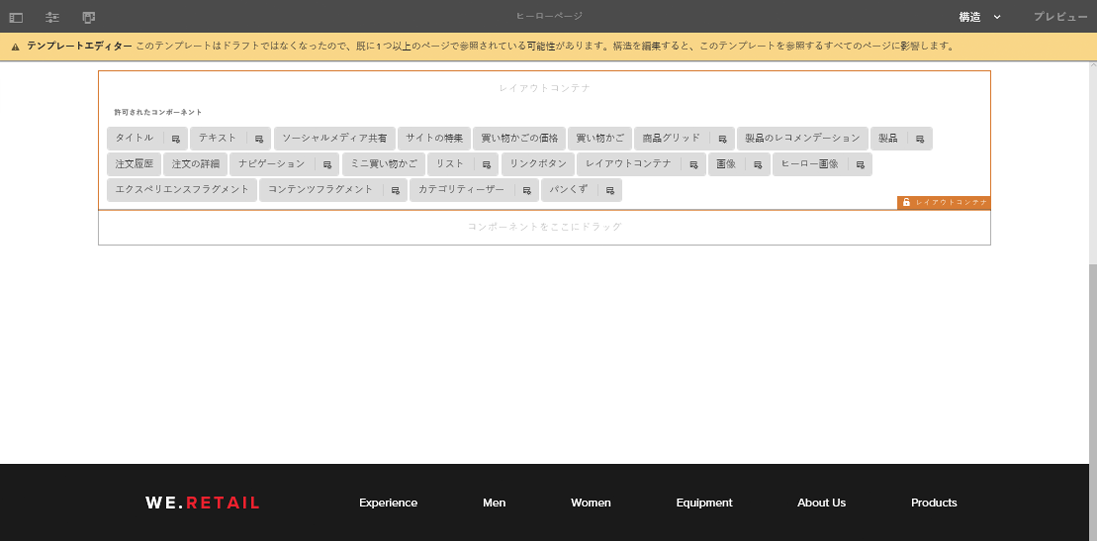 ヒーローページ
構造
プレビュー
テンプレートエディター このテンプレートはドラフトではなくなったので、既に 1 つ以上のページで参照されている可能性があります。構造を編集すると、このテンプレートを参照するすべてのページに影響します。
レイアウトコンテナ
許可されたコンポーネント
タイトル テキスト ソーシャルメディア共有 サイトの特集 買い物かごの価格 買い物かご 商品グリッド 製品のレコメンデーション 製品
注文履歴 注文の詳細 ナビゲーション ミニ買い物かご リスト リンクボタン レイアウトコンテナ 画像 ヒーロー画像
エクスペリエンスフラグメント コンテンツフラグメント カテゴリティーザー パンくず
レイアウトコンテナ
コンポーネントをここにドラッグ
WE.RETAIL Experience Men Women Equipment About Us Products